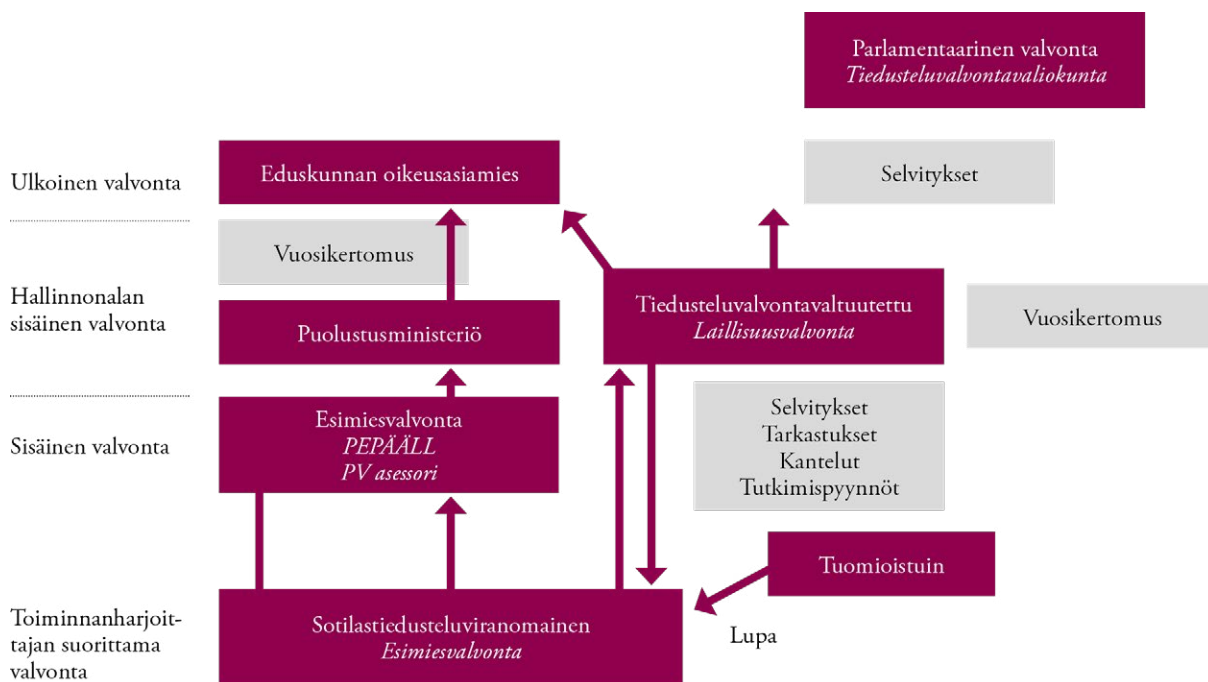 Parlamentaarinen valvonta
Tiedusteluvalvontavaliokunta
Ulkoinen valvonta
Eduskunnan oikeusasiamies
Selvitykset
Vuosikertomus
Hallinnonalan
sisäinen valvonta
Puolustusministeriö
Tiedusteluvalvontavaltuutettu
Laillisuusvalvonta
Vuosikertomus
Sisäinen valvonta
Esimiesvalvonta
PEPÄÄLL
PV asessori
Selvitykset
Tarkastukset
Kantelut
Tutkimispyynnöt
Tuomioistuin
Toiminnanharjoit-
tajan suorittama
valvonta
Sotilastiedusteluviranomainen
Esimiesvalvonta
Lupa